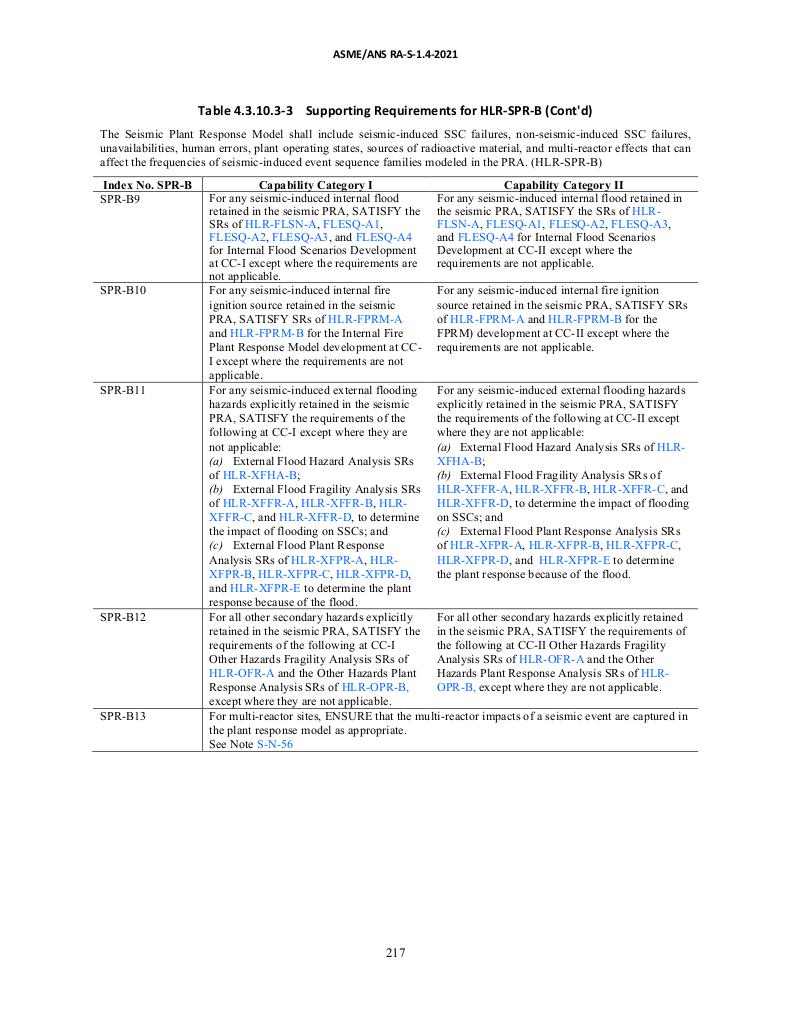 ASME/ANS RA-S-1.4-2021
Table 4.3.10.3-3 Supporting Requirements for HLR-SPR-B (Cont'd)
The Seismic Plant Response Model shall include seismic-induced SSC failures, non-seismic-induced SSC failures,
unavailabilities, human errors, plant operating states, sources of radioactive material, and multi-reactor effects that can
affect the frequencies of seismic-induced event sequence families modeled in the PRA. (HLR-SPR-B)
Index No. SPR-B
Capability Category I
Capability Category II
SPR-B9
For any seismic-induced internal flood
retained in the seismic PRA, SATISFY the
SRs of HLR-FLSN-A, FLESQ-A1,
FLESQ-A2, FLESQ-A3, and FLESQ-A4
for Internal Flood Scenarios Development
at CC-I except where the requirements are
not applicable.
For any seismic-induced internal flood retained in
the seismic PRA, SATISFY the SRs of HLR-
FLSN-A, FLESQ-A1, FLESQ-A2, FLESQ-A3,
and FLESQ-A4 for Internal Flood Scenarios
Development at CC-II except where the
requirements are not applicable.
SPR-B10
For any seismic-induced internal fire
ignition source retained in the seismic
PRA, SATISFY SRs of HLR-FPRM-A
and HLR-FPRM-B for the Internal Fire
Plant Response Model development at CC-
I except where the requirements are not
applicable.
For any seismic-induced internal fire ignition
source retained in the seismic PRA, SATISFY SRs
of HLR-FPRM-A and HLR-FPRM-B for the
FPRM) development at CC-II except where the
requirements are not applicable.
SPR-B11
For any seismic-induced external flooding
hazards explicitly retained in the seismic
PRA, SATISFY the requirements of the
following at CC-I except where they are
not applicable:
(a) External Flood Hazard Analysis SRs
of HLR-XFHA-B;
(b) External Flood Fragility Analysis SRs
of HLR-XFFR-A, HLR-XFFR-B, HLR-
XFFR-C, and HLR-XFFR-D, to determine
the impact of flooding on SSCs; and
(c) External Flood Plant Response
Analysis SRs of HLR-XFPR-A, HLR-
XFPR-B, HLR-XFPR-C, HLR-XFPR-D,
and HLR-XFPR-E to determine the plant
response because of the flood.
For any seismic-induced external flooding hazards
explicitly retained in the seismic PRA, SATISFY
the requirements of the following at CC-II except
where they are not applicable:
(a) External Flood Hazard Analysis SRs of HLR-
XFHA-B;
(b) External Flood Fragility Analysis SRs of
HLR-XFFR-A, HLR-XFFR-B, HLR-XFFR-C, and
HLR-XFFR-D, to determine the impact of flooding
on SSCs; and
(c) External Flood Plant Response Analysis SRs
of HLR-XFPR-A, HLR-XFPR-B, HLR-XFPR-C,
HLR-XFPR-D, and HLR-XFPR-E to determine
the plant response because of the flood.
SPR-B12
For all other secondary hazards explicitly
retained in the seismic PRA, SATISFY the
requirements of the following at CC-I
Other Hazards Fragility Analysis SRs of
HLR-OFR-A and the Other Hazards Plant
Response Analysis SRs of HLR-OPR-B,
except where they are not applicable.
For all other secondary hazards explicitly retained
in the seismic PRA, SATISFY the requirements of
the following at CC-II Other Hazards Fragility
Analysis SRs of HLR-OFR-A and the Other
Hazards Plant Response Analysis SRs of HLR-
OPR-B, except where they are not applicable.
SPR-B13
For multi-reactor sites, ENSURE that the multi-reactor impacts of a seismic event are captured in
the plant response model as appropriate.
See Note S-N-56
217